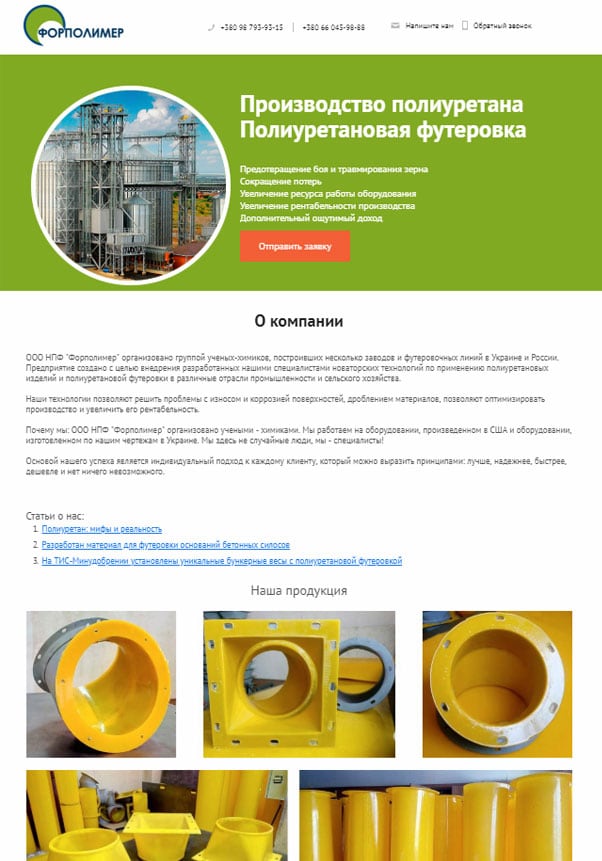 ФОРПОЛИМЕР
+380 98 793-93-15 | +380 66 045-98-88 Напишите нам Обратный звонок
Производство полиуретана
Полиуретановая футеровка
Предотвращение боя и травмирования зерна
Сокращение потерь
Увеличение ресурса работы оборудования
Увеличение рентабельности производства
Дополнительный ощутимый доход
Отправить заявку
О компании
ООО НПФ "Форполимер" организовано группой ученых-химиков, построивших несколько заводов и футеровочных линий в Украине и России.
Предприятие создано с целью внедрения разработанных нашими специалистами новаторских технологий по применению полиуретановых
изделий и полиуретановой футеровки в различные отрасли промышленности и сельского хозяйства.
Наши технологии позволяют решить проблемы с износом и коррозией поверхностей, дроблением материалов, позволяют оптимизировать
производство и увеличить его рентабельность.
Почему мы: ООО НПФ "Форполимер" организовано учеными - химиками. Мы работаем на оборудовании, произведенном в США и оборудовании,
изготовленном по нашим чертежам в Украине. Мы здесь не случайные люди, мы - специалисты!
Основой нашего успеха является индивидуальный подход к каждому клиенту, который можно выразить принципами: лучше, надежнее, быстрее,
дешевле и нет ничего невозможного.
Статьи о нас:
1. Полиуретан: мифы и реальность
2. Разработан материал для футеровки оснований бетонных силосов
3. На ТИС-Минудобрении установлены уникальные бункерные весы с полиуретановой футеровкой
Наша продукция